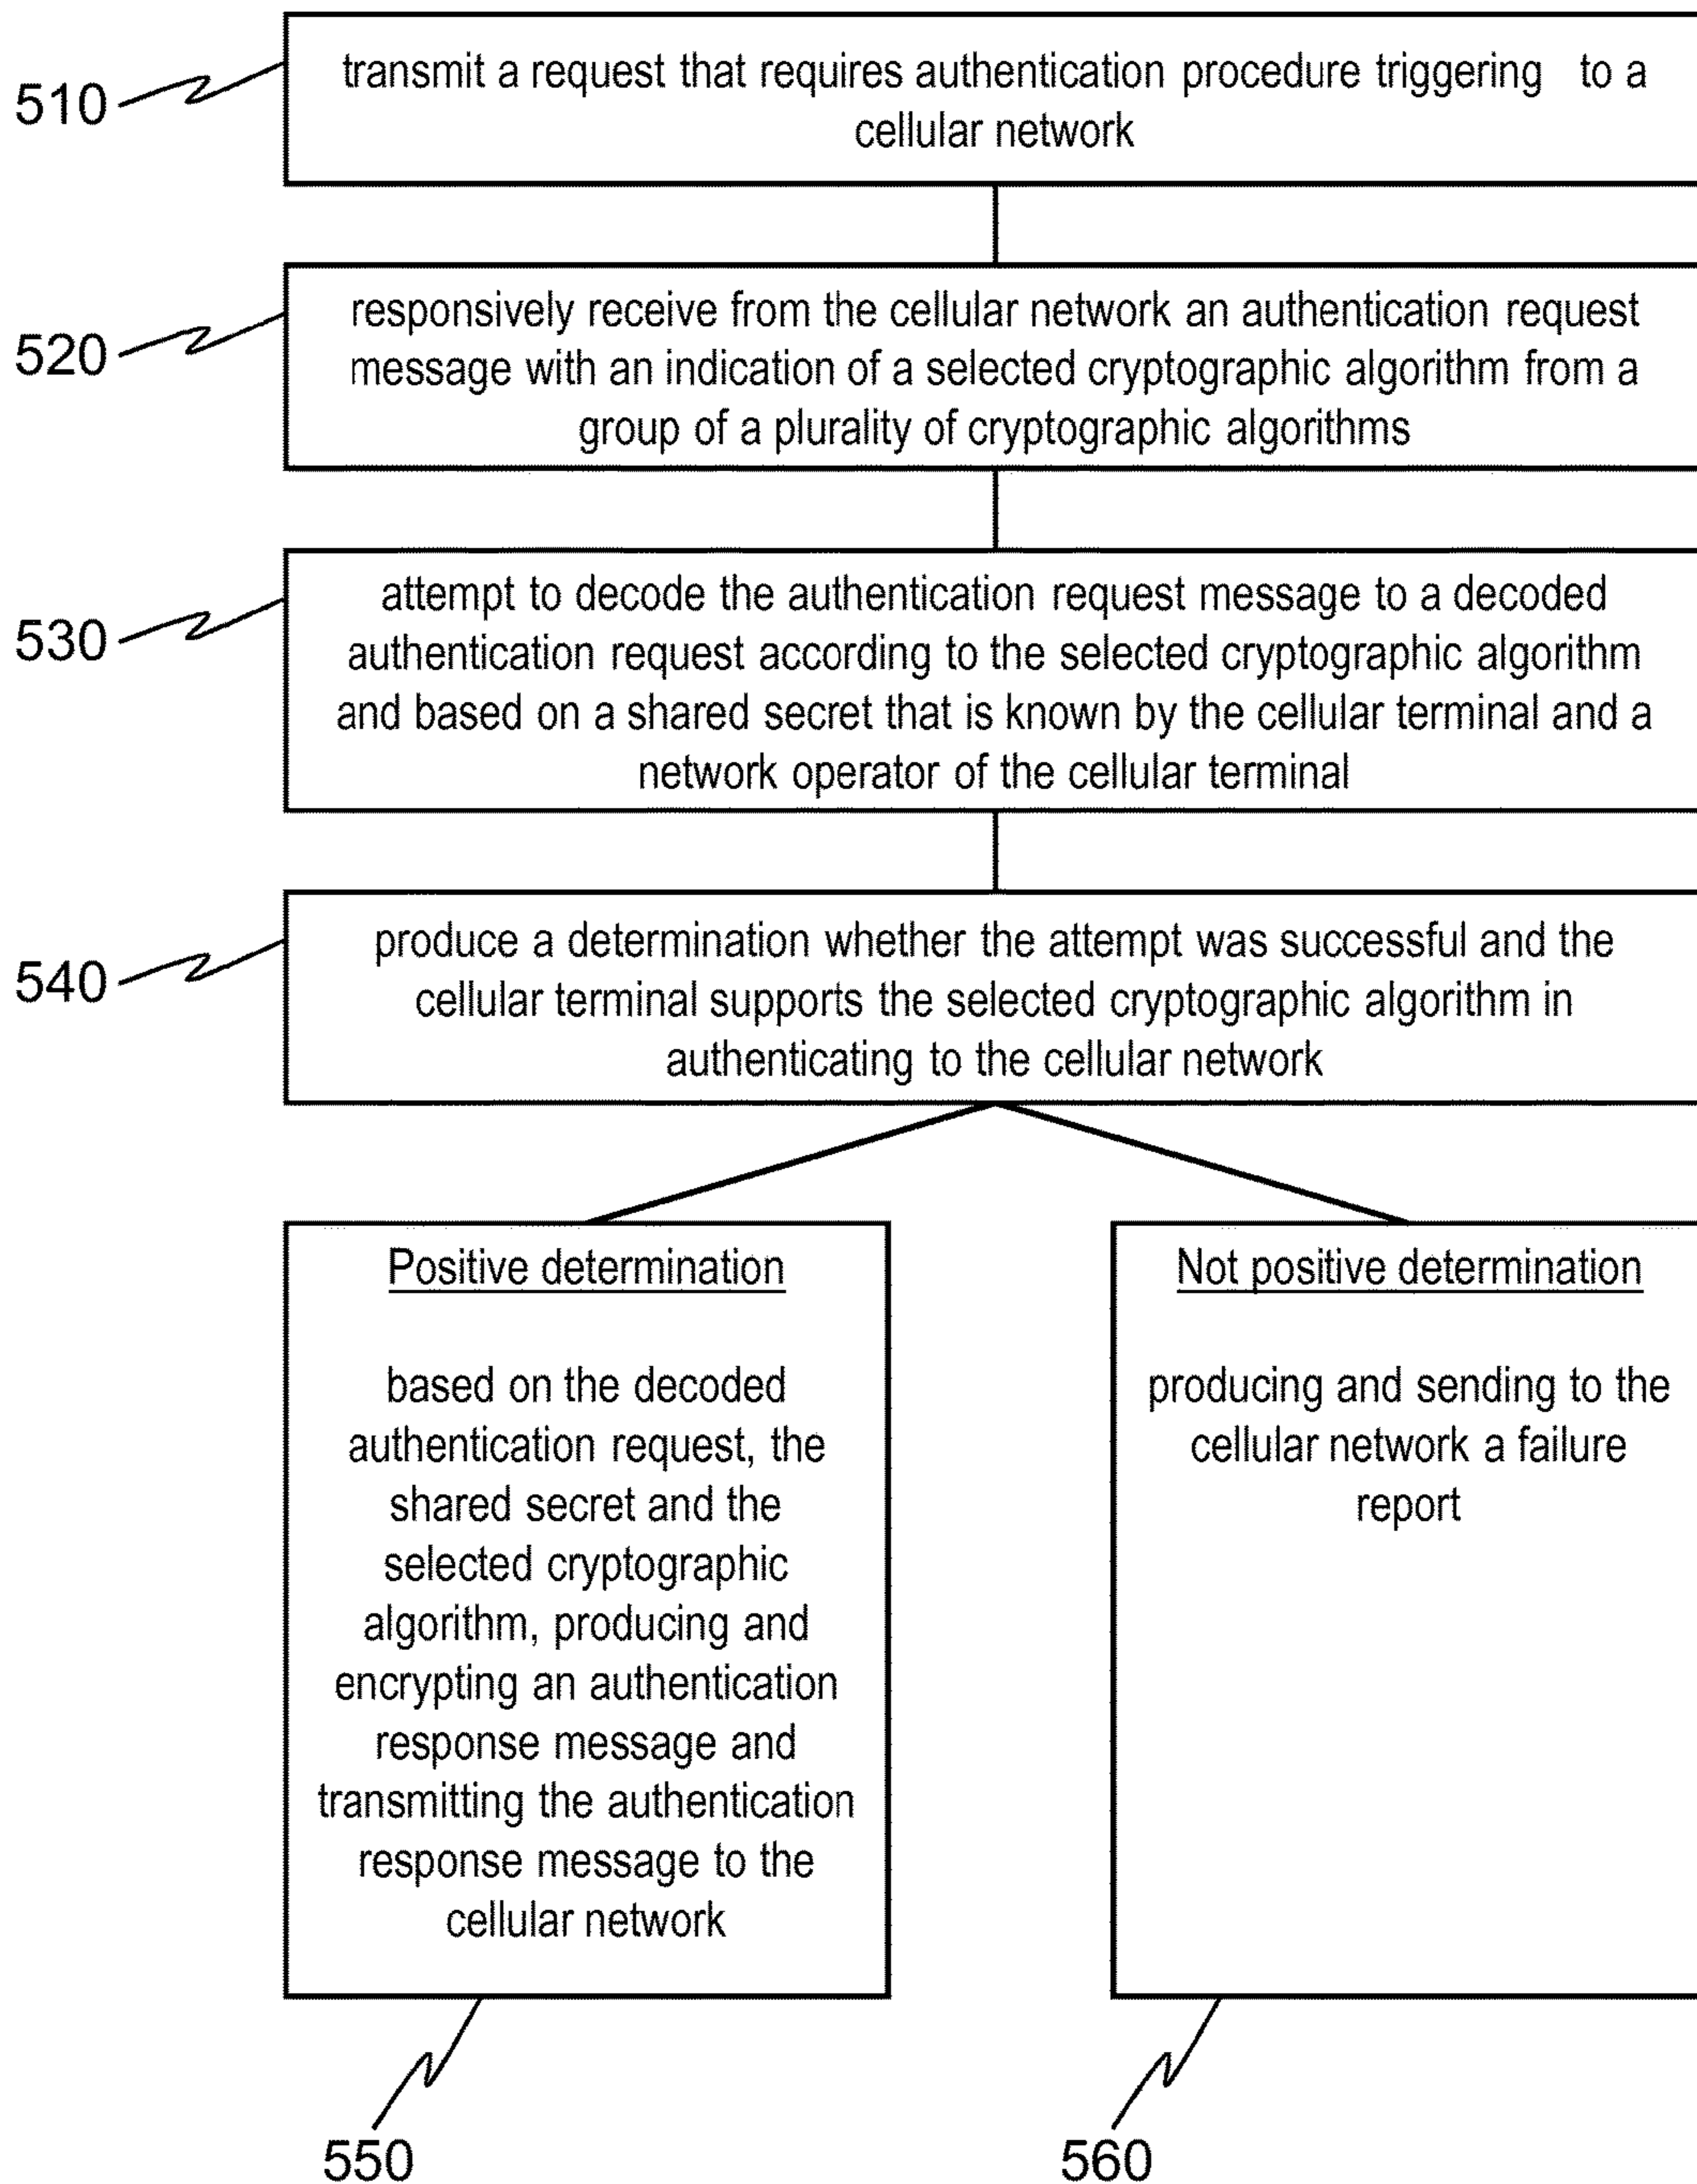 510
transmit a request that requires authentication procedure triggering to a
cellular network
520
responsively receive from the cellular network an authentication request
message with an indication of a selected cryptographic algorithm from a
group of a plurality of cryptographic algorithms
530
attempt to decode the authentication request message to a decoded
authentication request according to the selected cryptographic algorithm
and based on a shared secret that is known by the cellular terminal and a
network operator of the cellular terminal
540
produce a determination whether the attempt was successful and the
cellular terminal supports the selected cryptographic algorithm in
authenticating to the cellular network
Positive determination
based on the decoded
authentication request, the
shared secret and the
selected cryptographic
algorithm, producing and
encrypting an authentication
response message and
transmitting the authentication
response message to the
cellular network
550
Not positive determination
producing and sending to the
cellular network a failure
report
560